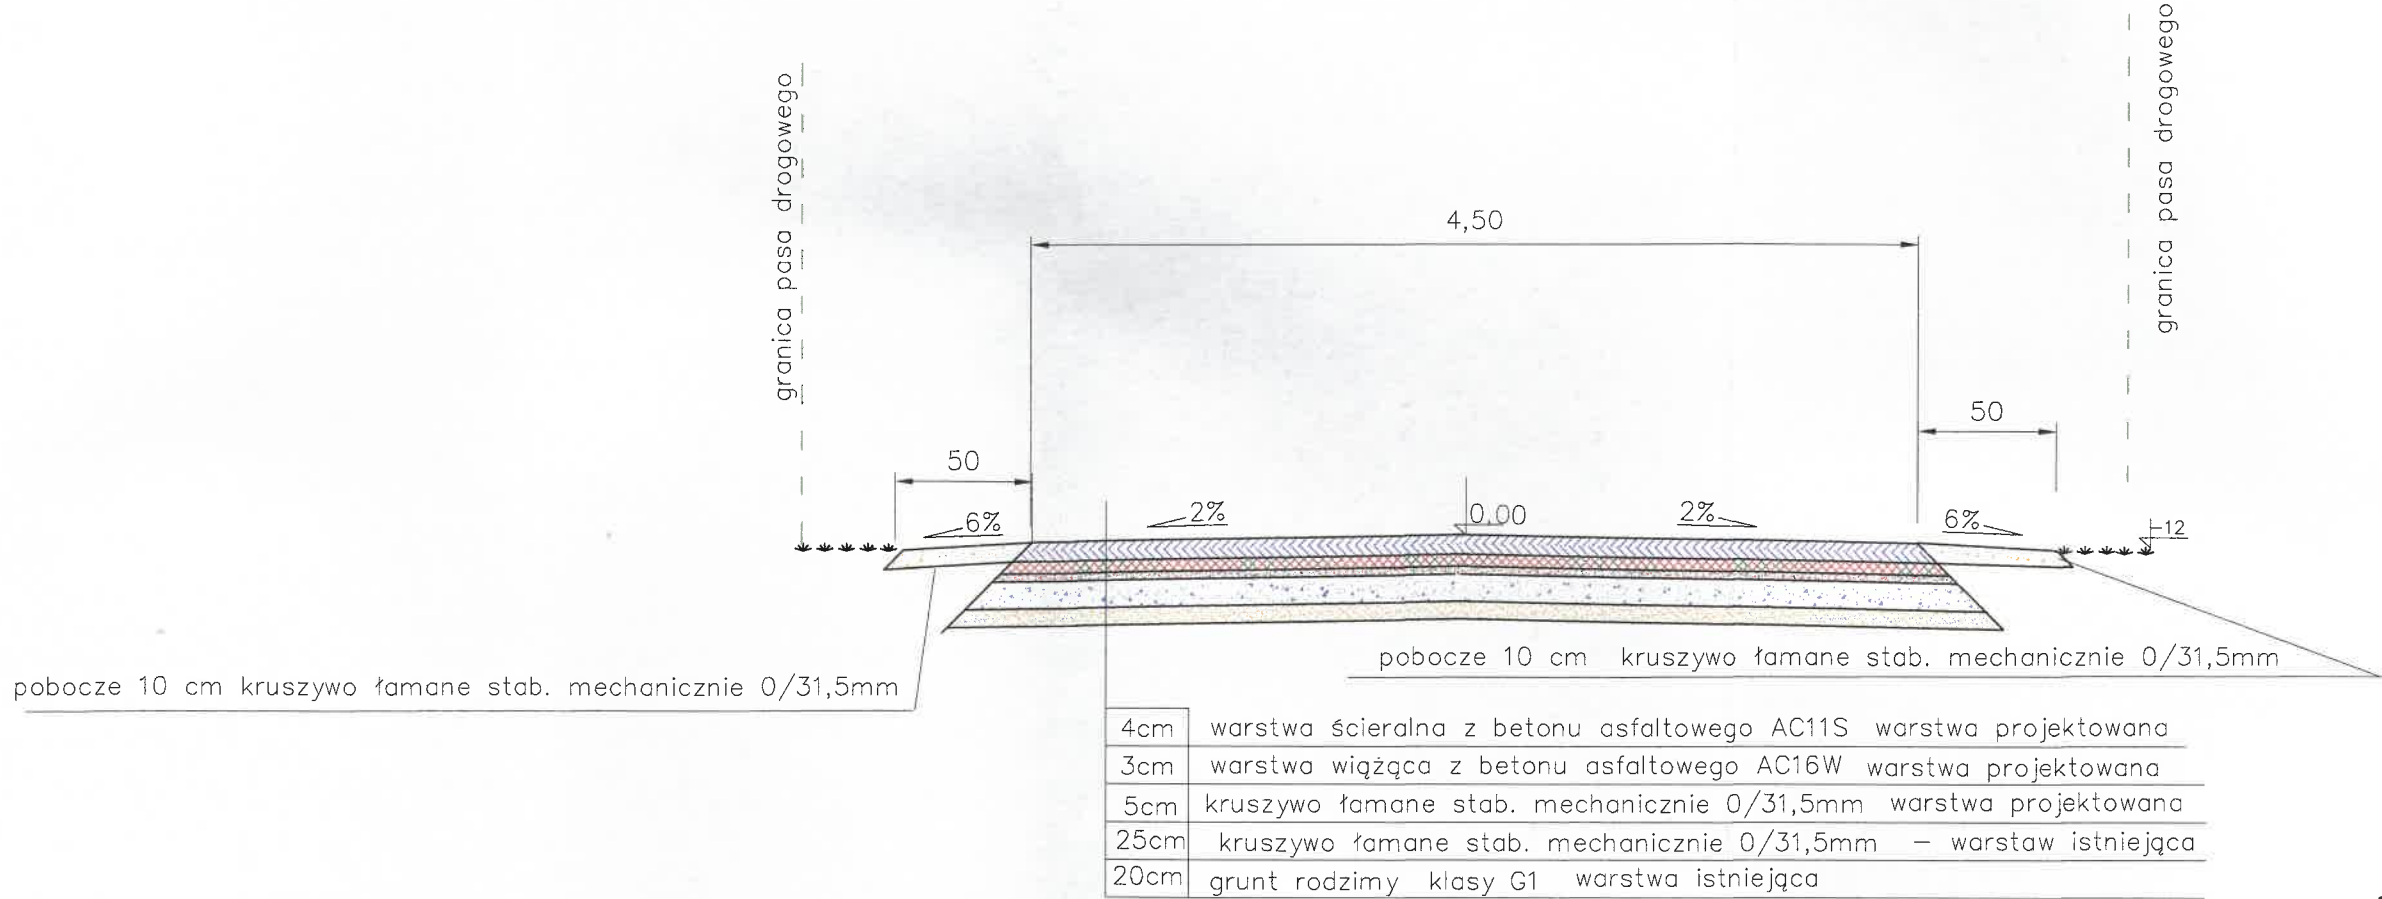 granica pasa drogowego
granica pasa drogowego
4,50
50
50
6%
2%
0,00
2%
6%
-12
pobocze 10 cm kruszywo łamane stab. mechanicznie 0/31,5mm
pobocze 10 cm kruszywo łamane stab. mechanicznie 0/31,5mm
4cm warstwa ścieralna z betonu asfaltowego AC11S warstwa projektowana
3cm warstwa wiążąca z betonu asfaltowego AC16W warstwa projektowana
5cm kruszywo łamane stab. mechanicznie 0/31,5mm warstwa projektowana
25cm kruszywo łamane stab. mechanicznie 0/31,5mm – warstaw istniejąca
20cm grunt rodzimy klasy G1 warstwa istniejąca